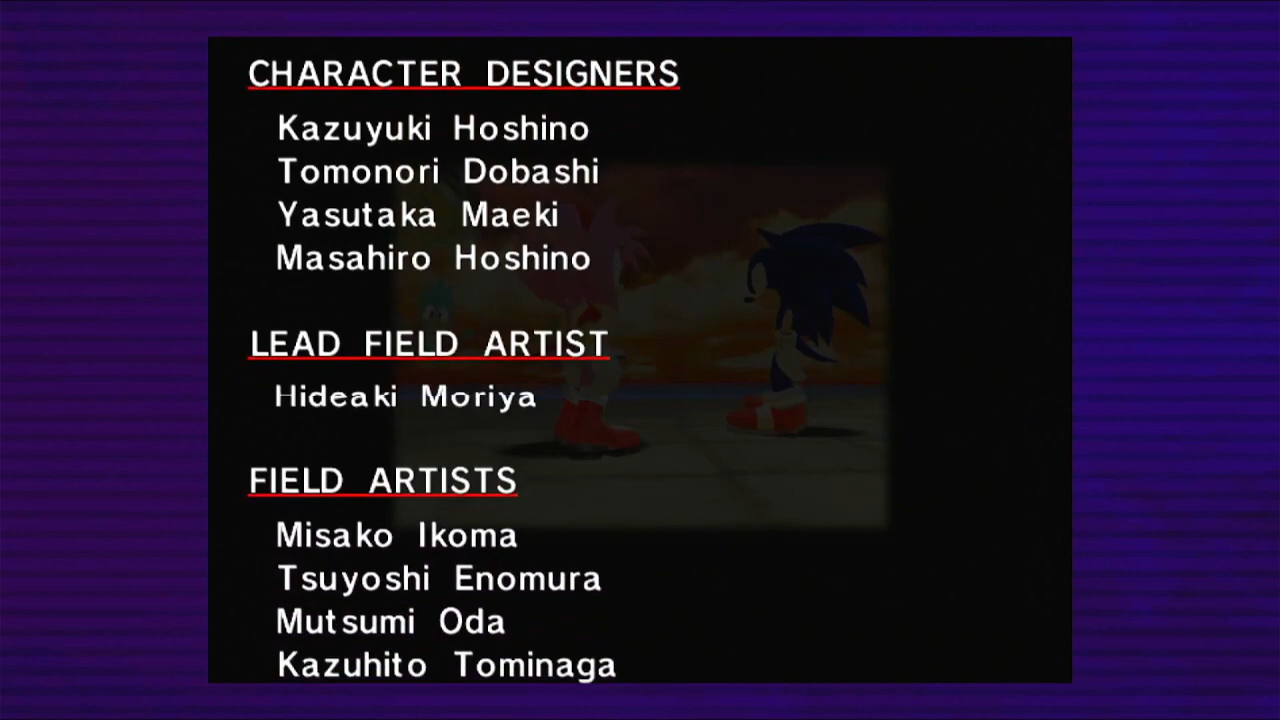 CHARACTER DESIGNERS
Kazuyuki Hoshino
Tomonori Dobashi
Yasutaka Maeki
Masahiro Hoshino
LEAD FIELD ARTIST
Hideaki Moriya
FIELD ARTISTS
Misako Ikoma
Tsuyoshi Enomura
Mutsumi Oda
Kazuhito Tominaga